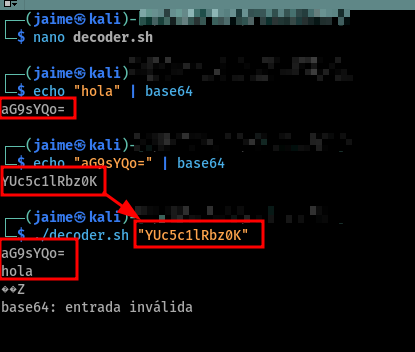 (jaime㉿kali)-
$ nano decoder.sh
(jaime㉿kali)-
$ echo "hola" | base64
aG9sYQo=
(jaime㉿kali)-
$ echo "aG9sYQo=" | base64
YUc5c1lRbz0K
(jaime㉿kali)-
$ ./decoder.sh "YUc5c1lRbz0K"
aG9sYQo=
hola
��Z
base64: entrada inválida